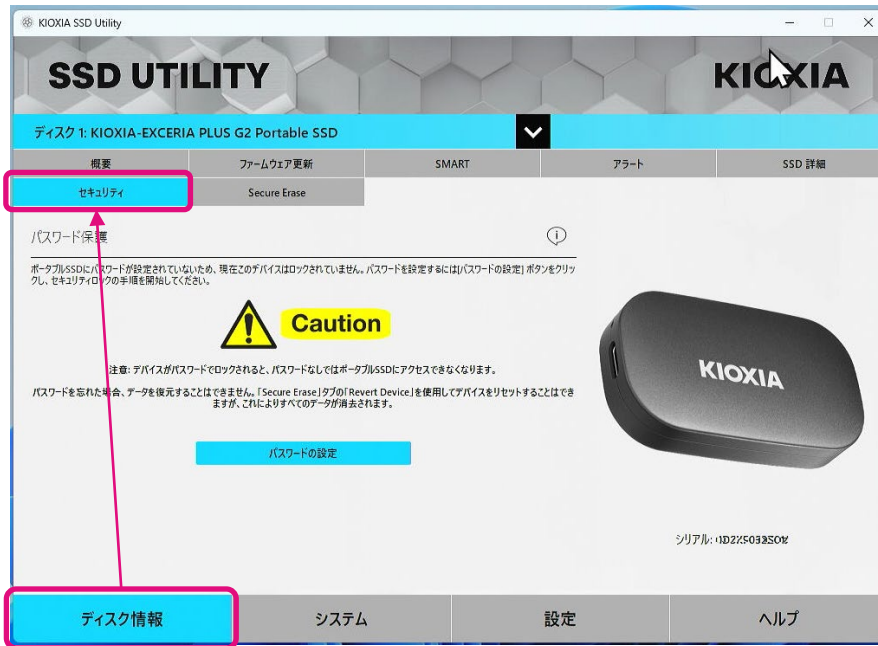 KIOXIA SSD Utility
SSD UTILITY
KIOXIA
ディスク 1: KIOXIA-EXCERIA PLUS G2 Portable SSD
概要 ファームウェア更新 SMART アラート SSD 詳細
セキュリティ Secure Erase
パスワード保護
ポータブルSSDにパスワードが設定されていないため、現在このデバイスはロックされていません。パスワードを設定するには[パスワードの設定] ボタンをクリッ
クし、セキュリティロックの手順を開始してください。
Caution
注意: デバイスがパスワードでロックされると、パスワードなしではポータブルSSDにアクセスできなくなります。
パスワードを忘れた場合、データを復元することはできません。「Secure Erase」タブの「Revert Device」を使用してデバイスをリセットすることはでき
ますが、これによりすべてのデータが消去されます。
パスワードの設定
KIOXIA
シリアル:
ディスク情報 システム 設定 ヘルプ